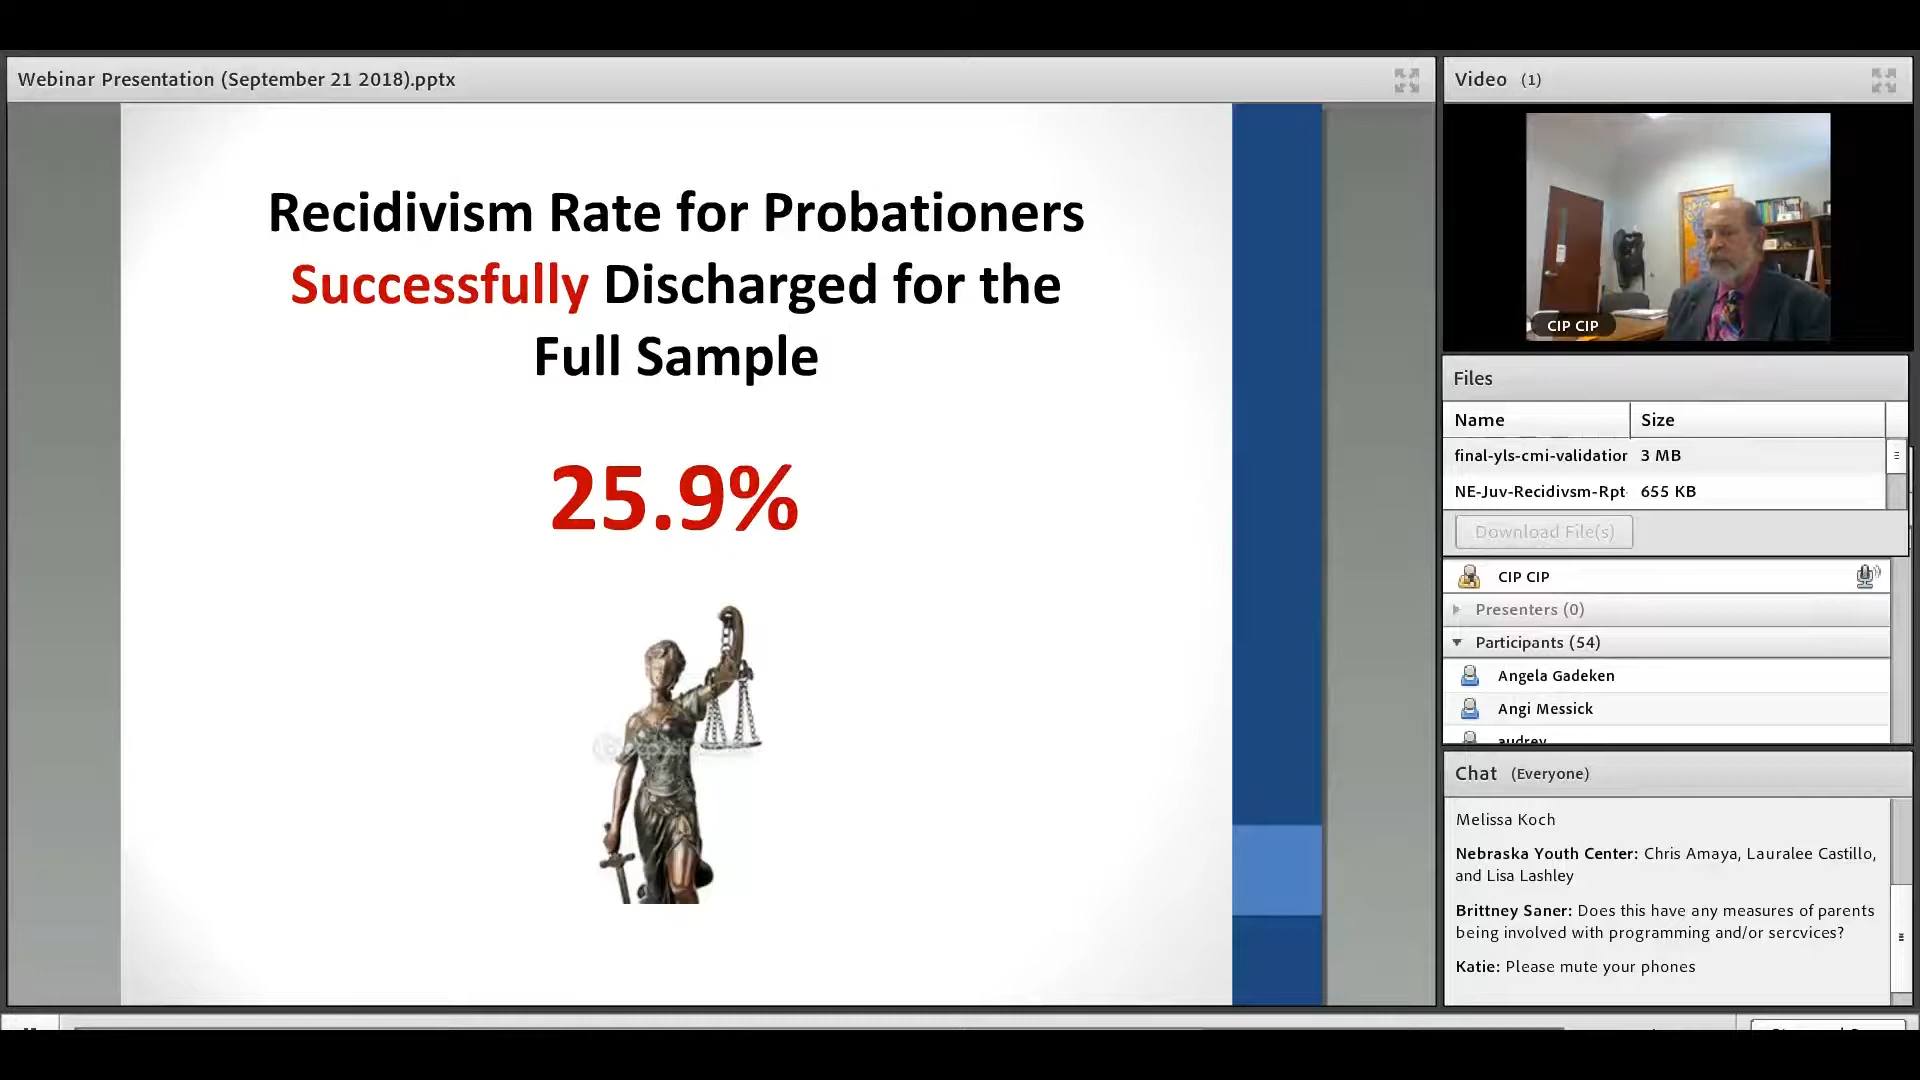 Webinar Presentation (September 21 2018).pptx
Recidivism Rate for Probationers
Successfully Discharged for the
Full Sample
25.9%
Video (1)
CIP CIP
Files
Name Size
final-yls-cmi-validation 3 MB
NE-Juv-Recidivsm-Rpt- 655 KB
Download File(s)
CIP CIP
Presenters (0)
Participants (54)
Angela Gadeken
Angi Messick
audrey
Chat (Everyone)
Melissa Koch
Nebraska Youth Center: Chris Amaya, Lauralee Castillo,
and Lisa Lashley
Brittney Saner: Does this have any measures of parents
being involved with programming and/or sercvices?
Katie: Please mute your phones